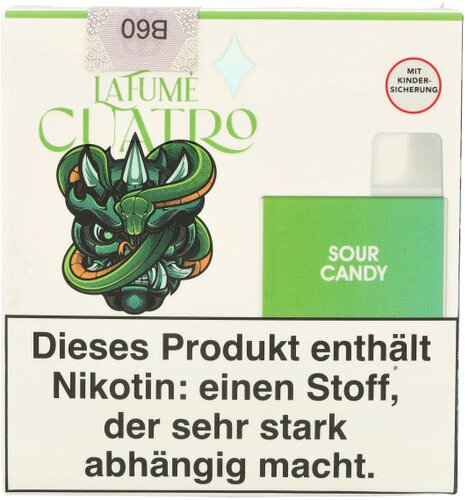 B60
LAFUMÉ
CUATRO
MIT
KINDER-
SICHERUNG
SOUR
CANDY
Dieses Produkt enthält
Nikotin: einen Stoff,
der sehr stark
abhängig macht.